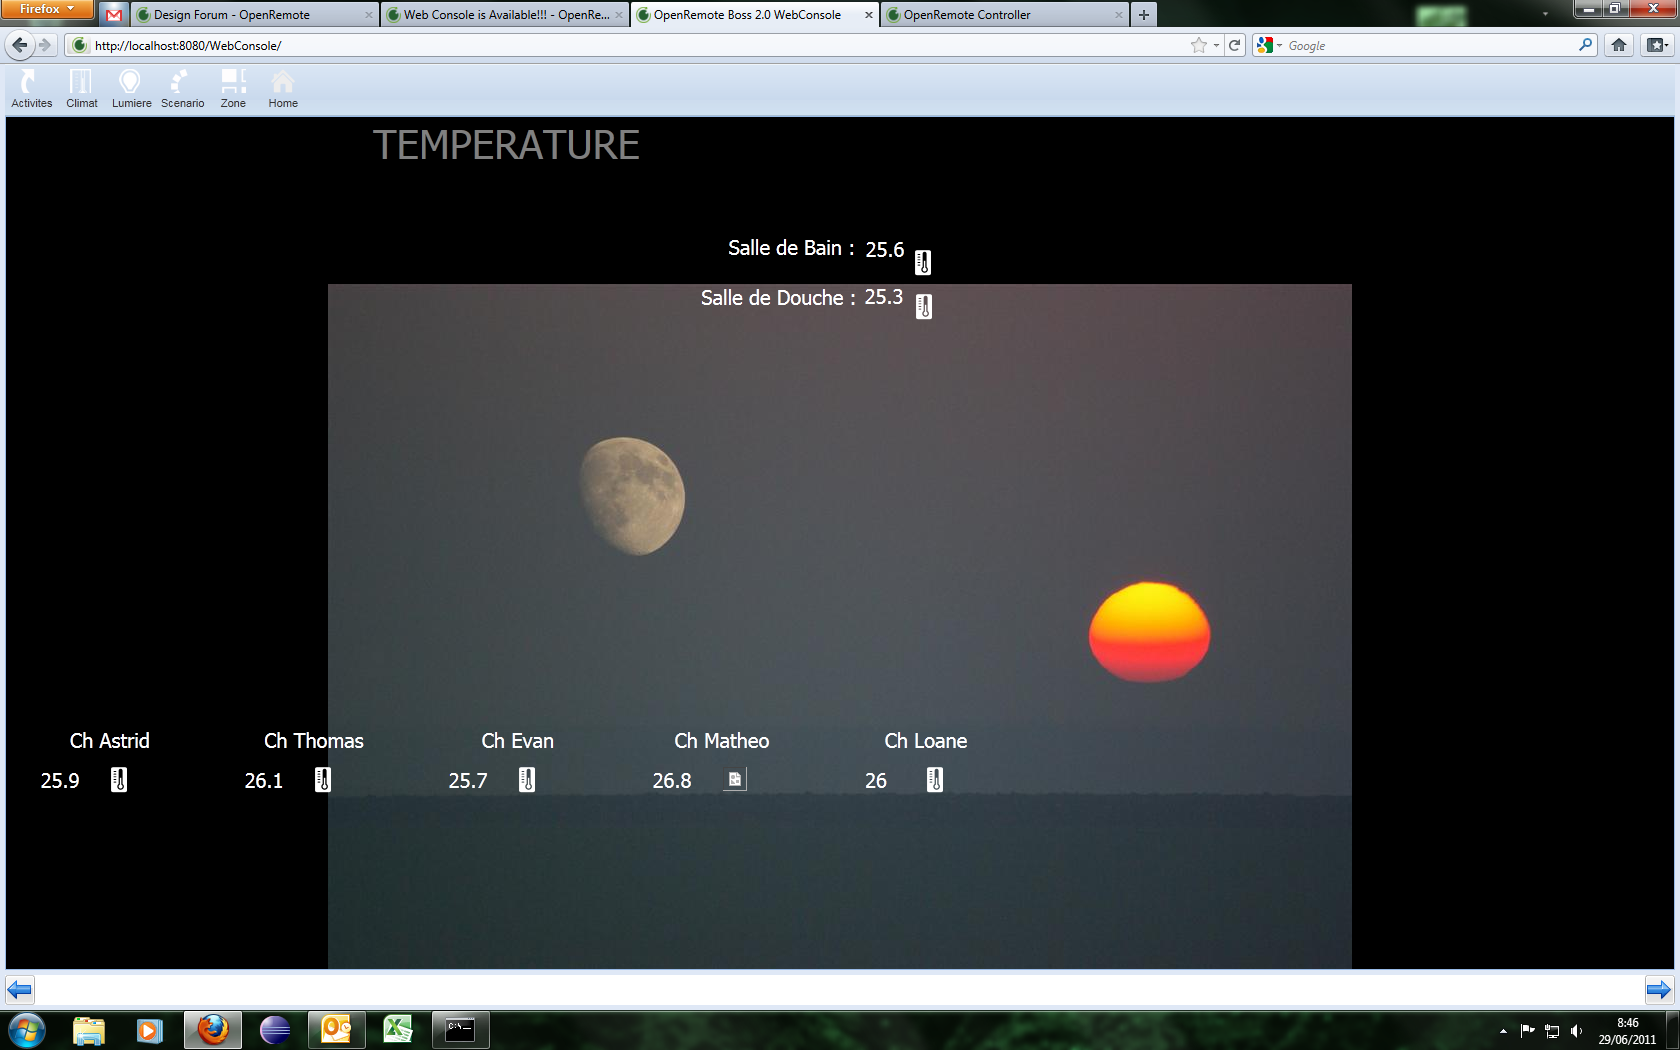 Firefox
Design Forum - OpenRemote
Web Console is Available!!! - OpenRe...
OpenRemote Boss 2.0 WebConsole
OpenRemote Controller
http://localhost:8080/WebConsole/
Google
Activites Climat Lumiere Scenario Zone Home
TEMPERATURE
Salle de Bain : 25.6
Salle de Douche : 25.3
Ch Astrid Ch Thomas Ch Evan Ch Matheo Ch Loane
25.9 26.1 25.7 26.8 26
C:\_
8:46
29/06/2011